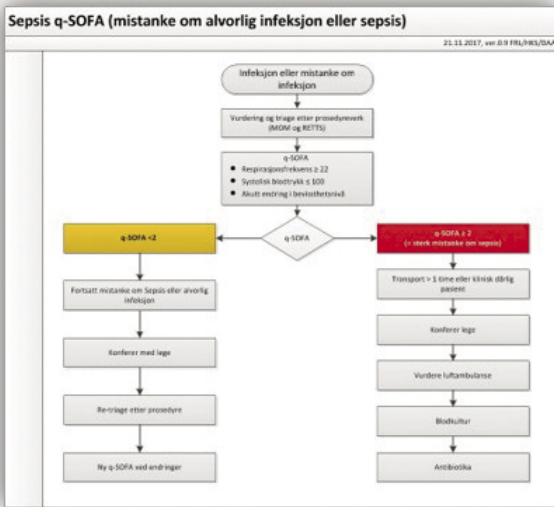 Sepsis q-SOFA (mistanke om alvorlig infeksjon eller sepsis)
21.11.2017, ver.0.9 FRL/HKS/DAA
Infeksjon eller mistanke om
infeksjon
Vurdering og triage etter prosedyreverk
(MOM og RETTS)
q-SOFA
● Respirasjonsfrekvens ≥ 22
● Systolisk blodtrykk ≤ 100
● Akutt endring i bevissthetsnivå
q-SOFA <2
q-SOFA
q-SOFA ≥ 2
(= sterk mistanke om sepsis)
Fortsatt mistanke om Sepsis eller alvorlig
infeksjon
Konferer med lege
Re-triage etter prosedyre
Ny q-SOFA ved endringer
Transport > 1 time eller klinisk dårlig
pasient
Konferer lege
Vurdere luftambulanse
Blodkultur
Antibiotika